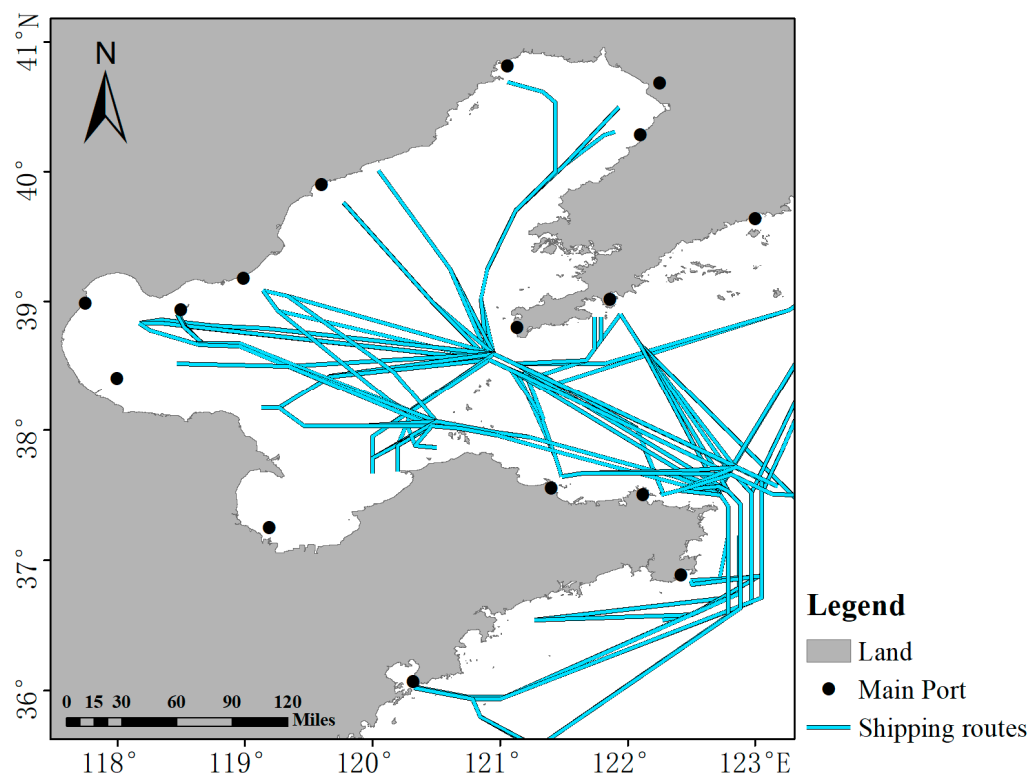 N
41°N
40°
39°
38°
37°
36°
0 15 30 60 90 120
Miles
118° 119° 120° 121° 122° 123°E
Legend
Land
Main Port
Shipping routes